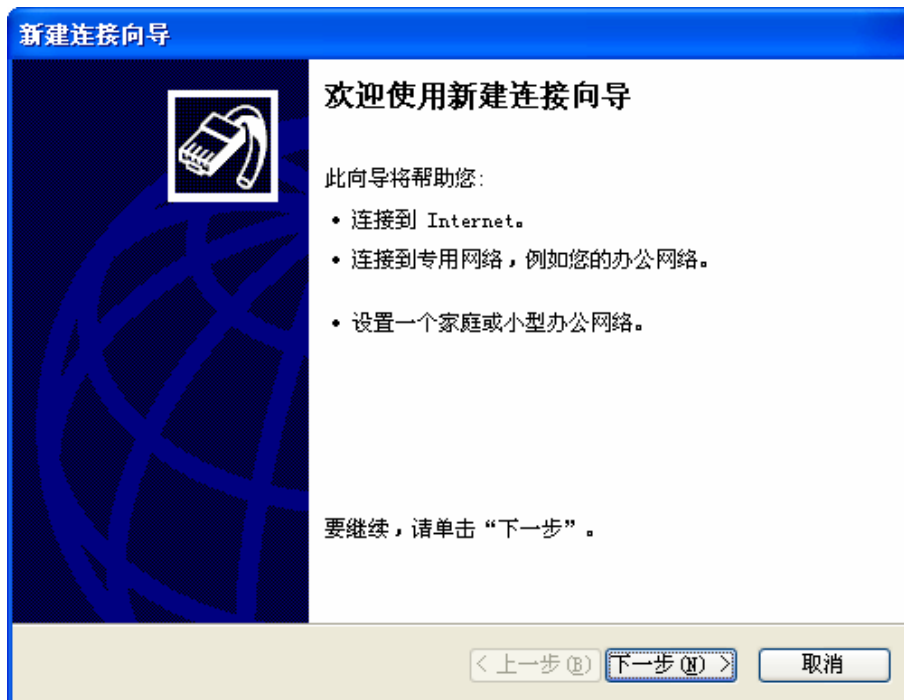 新建连接向导
欢迎使用新建连接向导
此向导将帮助您:
• 连接到 Internet。
• 连接到专用网络，例如您的办公网络。
• 设置一个家庭或小型办公网络。
要继续，请单击“下一步”。
< 上一步(B) 下一步(N) > 取消